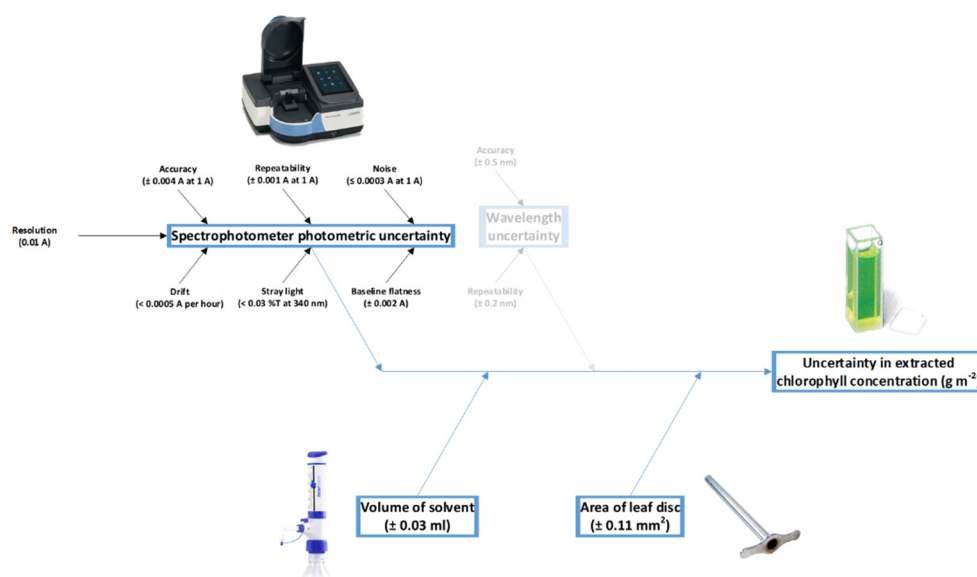 Accuracy
(± 0.004 A at 1 A)
Repeatability
(± 0.001 A at 1 A)
Noise
(≤ 0.0003 A at 1 A)
Accuracy
(± 0.5 nm)
Resolution
(0.01 A)
Spectrophotometer photometric uncertainty
Wavelength
uncertainty
Drift
(< 0.0005 A per hour)
Stray light
(< 0.03 %T at 340 nm)
Baseline flatness
(± 0.002 A)
Repeatability
(± 0.2 nm)
Uncertainty in extracted
chlorophyll concentration (g m⁻²)
Volume of solvent
(± 0.03 ml)
Area of leaf disc
(± 0.11 mm²)